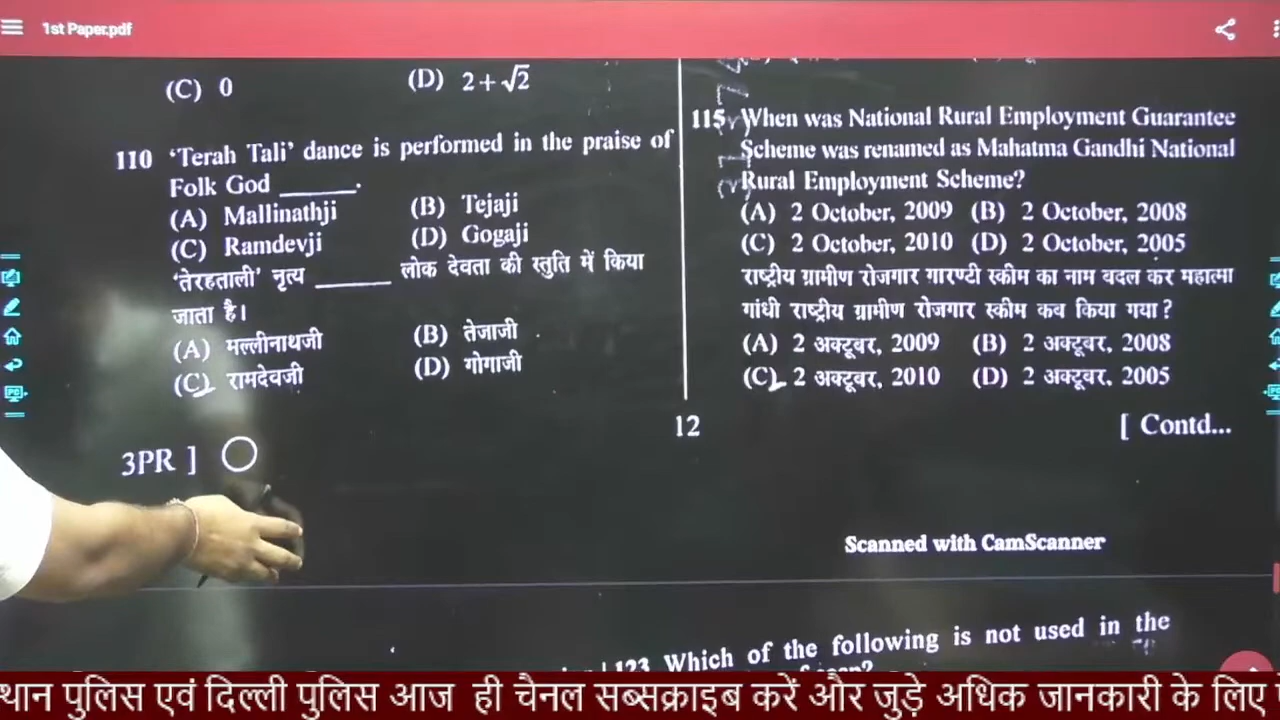 1st Paper.pdf
(C) 0 (D) 2+√2
110 ‘Terah Tali’ dance is performed in the praise of
Folk God ______.
(A) Mallinathji (B) Tejaji
(C) Ramdevji (D) Gogaji
‘तेरहताली’ नृत्य ______ लोक देवता की स्तुति में किया
जाता है।
(A) मल्लीनाथजी (B) तेजाजी
(C) रामदेवजी (D) गोगाजी
3PR ]
115 When was National Rural Employment Guarantee
Scheme was renamed as Mahatma Gandhi National
Rural Employment Scheme?
(A) 2 October, 2009 (B) 2 October, 2008
(C) 2 October, 2010 (D) 2 October, 2005
राष्ट्रीय ग्रामीण रोजगार गारण्टी स्कीम का नाम बदल कर महात्मा
गांधी राष्ट्रीय ग्रामीण रोजगार स्कीम कब किया गया?
(A) 2 अक्टूबर, 2009 (B) 2 अक्टूबर, 2008
(C) 2 अक्टूबर, 2010 (D) 2 अक्टूबर, 2005
12
[ Contd...
Scanned with CamScanner
123 Which of the following is not used in the
थान पुलिस एवं दिल्ली पुलिस आज ही चैनल सब्सक्राइब करें और जुड़े अधिक जानकारी के लिए